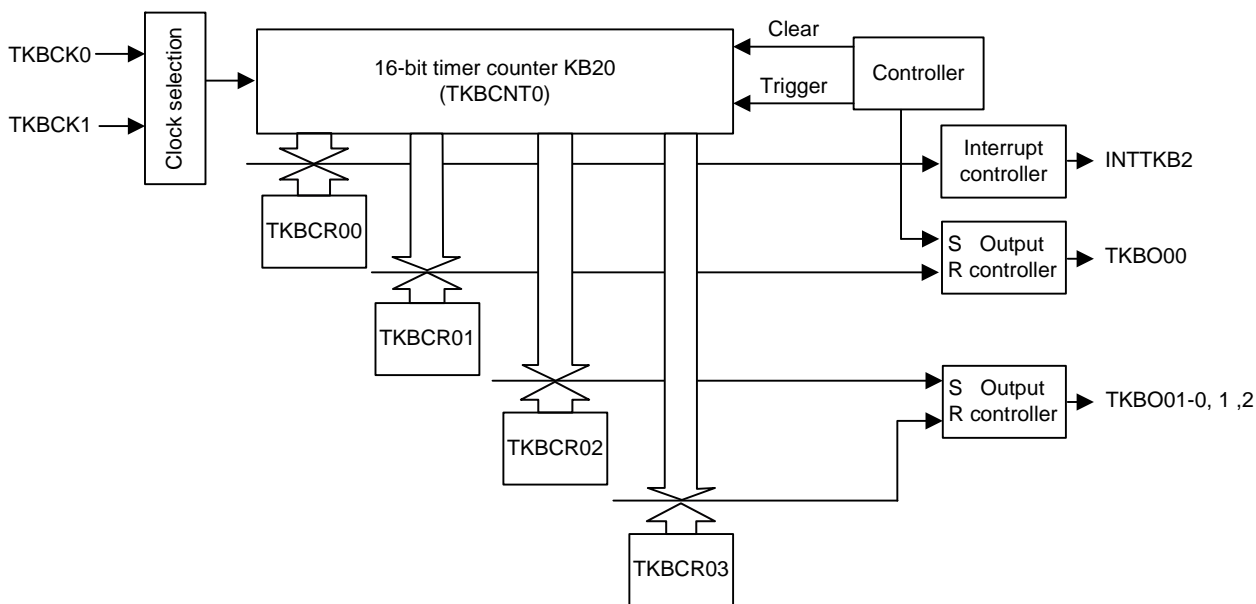 TKBCK0
TKBCK1
Clock selection
16-bit timer counter KB20
(TKBCNT0)
Clear
Trigger
Controller
Interrupt
controller
INTTKB2
TKBCR00
S Output
R controller
TKBO00
TKBCR01
S Output
R controller
TKBO01-0, 1 ,2
TKBCR02
TKBCR03